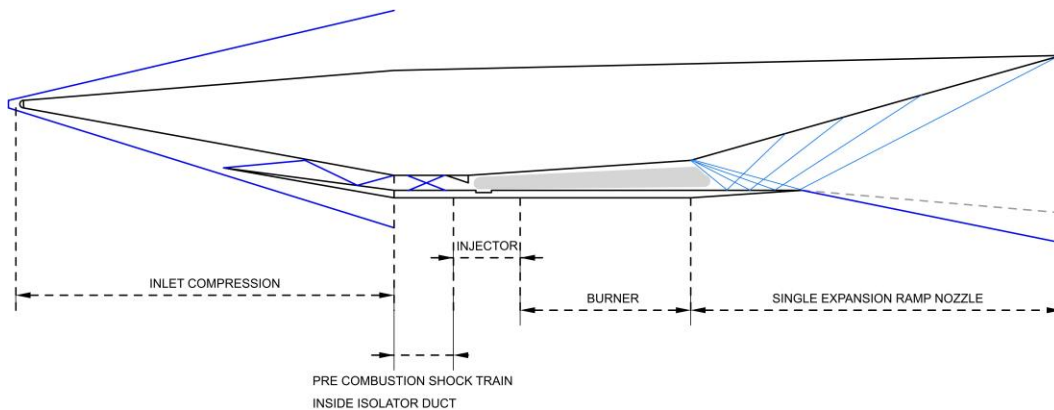 INJECTOR
INLET COMPRESSION
BURNER
SINGLE EXPANSION RAMP NOZZLE
PRE COMBUSTION SHOCK TRAIN
INSIDE ISOLATOR DUCT